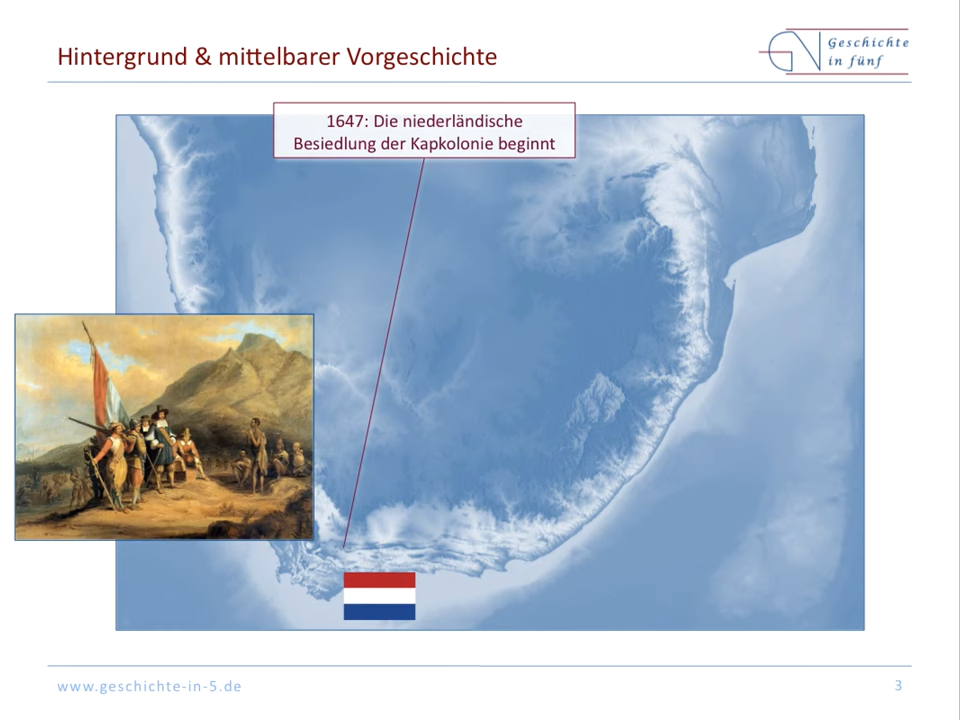 Hintergrund & mittelbarer Vorgeschichte
Geschichte
in fünf
1647: Die niederländische
Besiedlung der Kapkolonie beginnt
www.geschichte-in-5.de
3